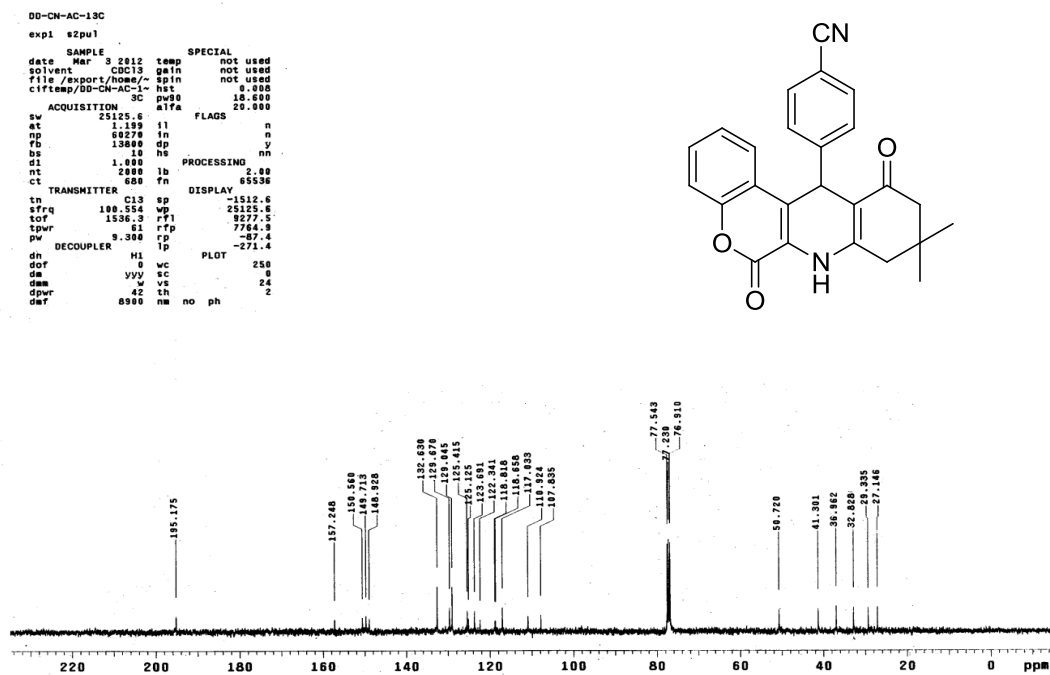 DD-CN-AC-13C
exp1 s2pul
SAMPLE SPECIAL
date Mar 3 2012 temp not used
solvent CDCl3 gain not used
file /export/home/~ spin not used
ciftemp/DD-CN-AC-1~ hst 0.008
3C pw90 18.600
ACQUISITION alfa 20.000
sw 25125.6 FLAGS
at 1.199 il n
np 60270 in n
fb 13800 dp y
bs 10 hs nn
d1 1.000 PROCESSING
nt 2000 lb 2.00
ct 680 fn 65536
TRANSMITTER DISPLAY
tn C13 sp -1512.6
sfrq 100.554 wp 25125.6
tof 1536.3 rfl 9277.5
tpwr 61 rfp 7764.9
pw 9.300 rp -87.4
DECOUPLER lp -271.4
dn H1 PLOT
dof 0 wc 250
dm yyy sc 0
dmm w vs 24
dpwr 42 th 2
dmf 8900 nm no ph
CN
O
O
O
N
H
195.175
157.248
150.560
149.713
148.928
132.630
129.670
129.045
125.415
125.125
123.691
122.341
118.818
118.658
117.033
110.924
107.835
77.543
77.230
76.910
50.720
41.301
36.962
32.828
29.335
27.146
220 200 180 160 140 120 100 80 60 40 20 0 ppm